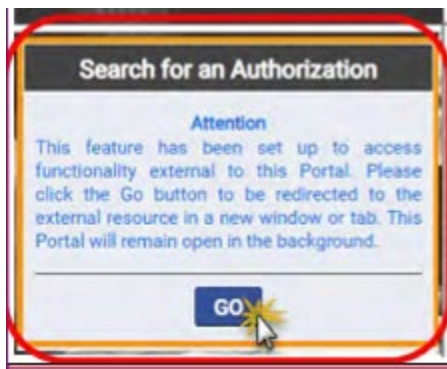 Search for an Authorization
Attention
This feature has been set up to access
functionality external to this Portal. Please
click the Go button to be redirected to the
external resource in a new window or tab. This
Portal will remain open in the background.
GO